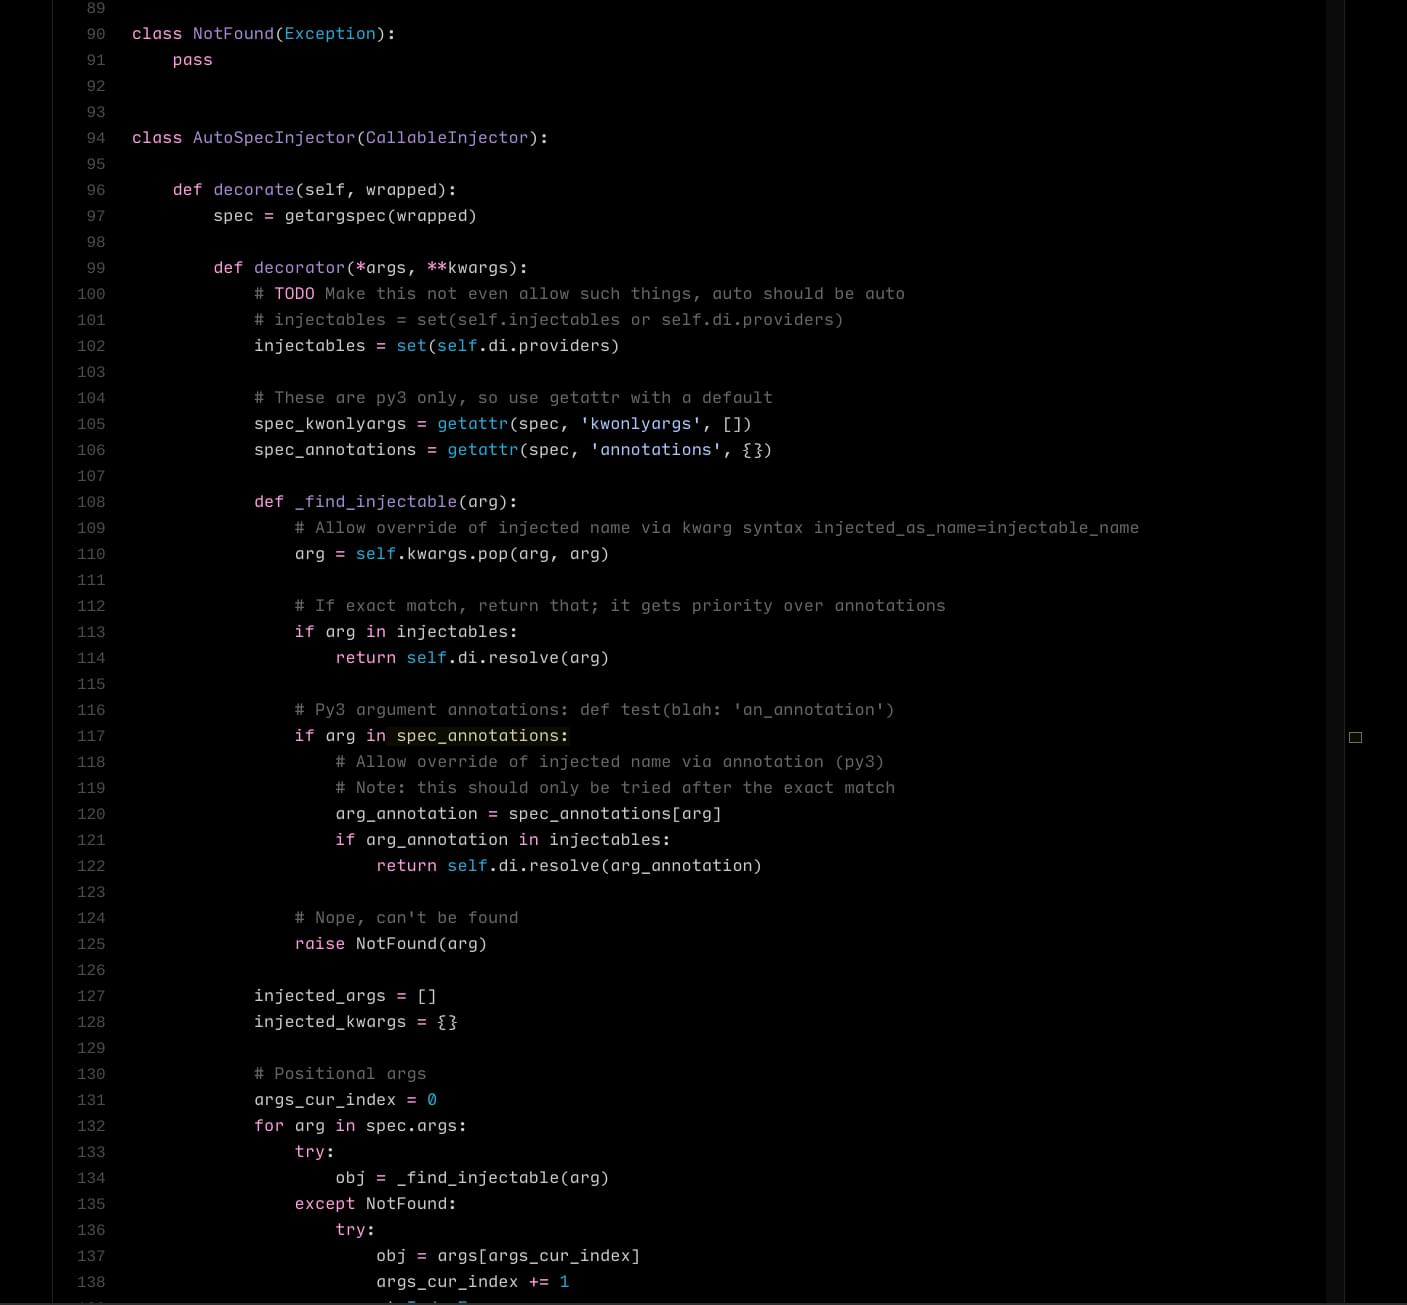 89
90 class NotFound(Exception):
91     pass
92
93
94 class AutoSpecInjector(CallableInjector):
95
96     def decorate(self, wrapped):
97         spec = getargspec(wrapped)
98
99         def decorator(*args, **kwargs):
100             # TODO Make this not even allow such things, auto should be auto
101             # injectables = set(self.injectables or self.di.providers)
102             injectables = set(self.di.providers)
103
104             # These are py3 only, so use getattr with a default
105             spec_kwonlyargs = getattr(spec, 'kwonlyargs', [])
106             spec_annotations = getattr(spec, 'annotations', {})
107
108             def _find_injectable(arg):
109                 # Allow override of injected name via kwarg syntax injected_as_name=injectable_name
110                 arg = self.kwargs.pop(arg, arg)
111
112                 # If exact match, return that; it gets priority over annotations
113                 if arg in injectables:
114                     return self.di.resolve(arg)
115
116                 # Py3 argument annotations: def test(blah: 'an_annotation')
117                 if arg in spec_annotations:
118                     # Allow override of injected name via annotation (py3)
119                     # Note: this should only be tried after the exact match
120                     arg_annotation = spec_annotations[arg]
121                     if arg_annotation in injectables:
122                         return self.di.resolve(arg_annotation)
123
124                 # Nope, can't be found
125                 raise NotFound(arg)
126
127             injected_args = []
128             injected_kwargs = {}
129
130             # Positional args
131             args_cur_index = 0
132             for arg in spec.args:
133                 try:
134                     obj = _find_injectable(arg)
135                 except NotFound:
136                     try:
137                         obj = args[args_cur_index]
138                         args_cur_index += 1